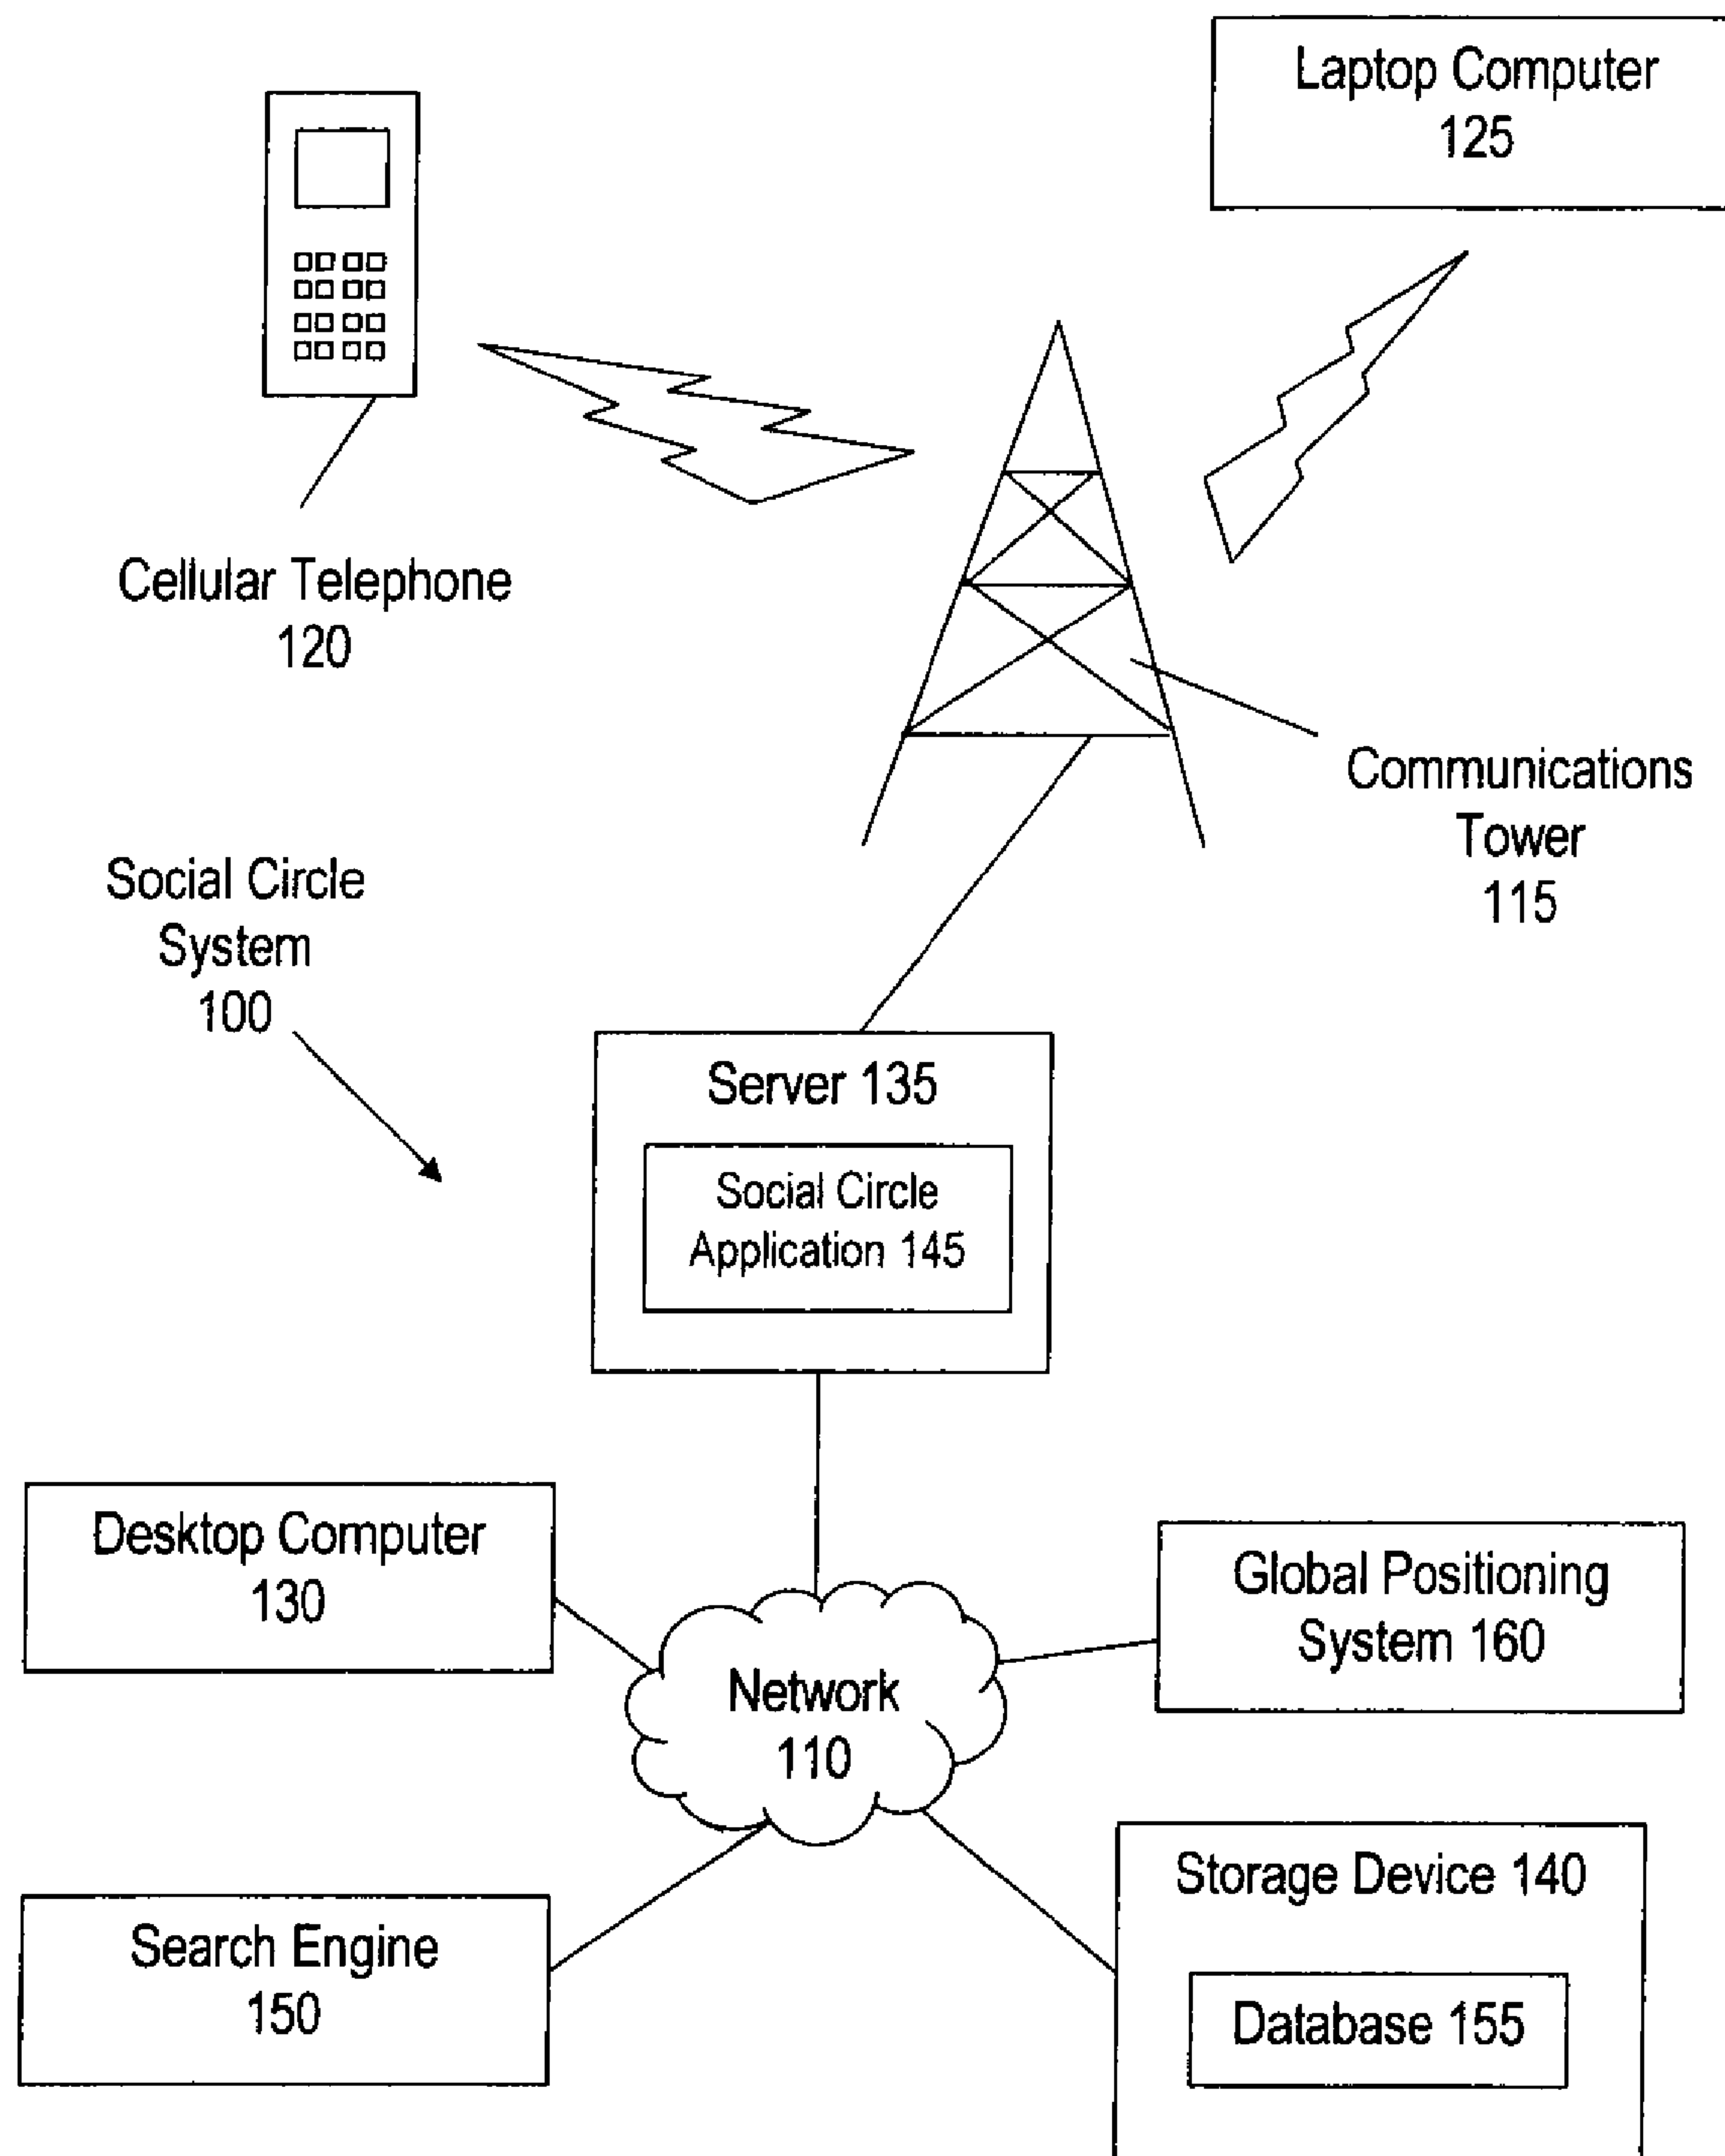 Laptop Computer
125
Cellular Telephone
120
Communications
Tower
115
Social Circle
System
100
Server 135
Social Circle
Application 145
Desktop Computer
130
Global Positioning
System 160
Network
110
Storage Device 140
Search Engine
150
Database 155